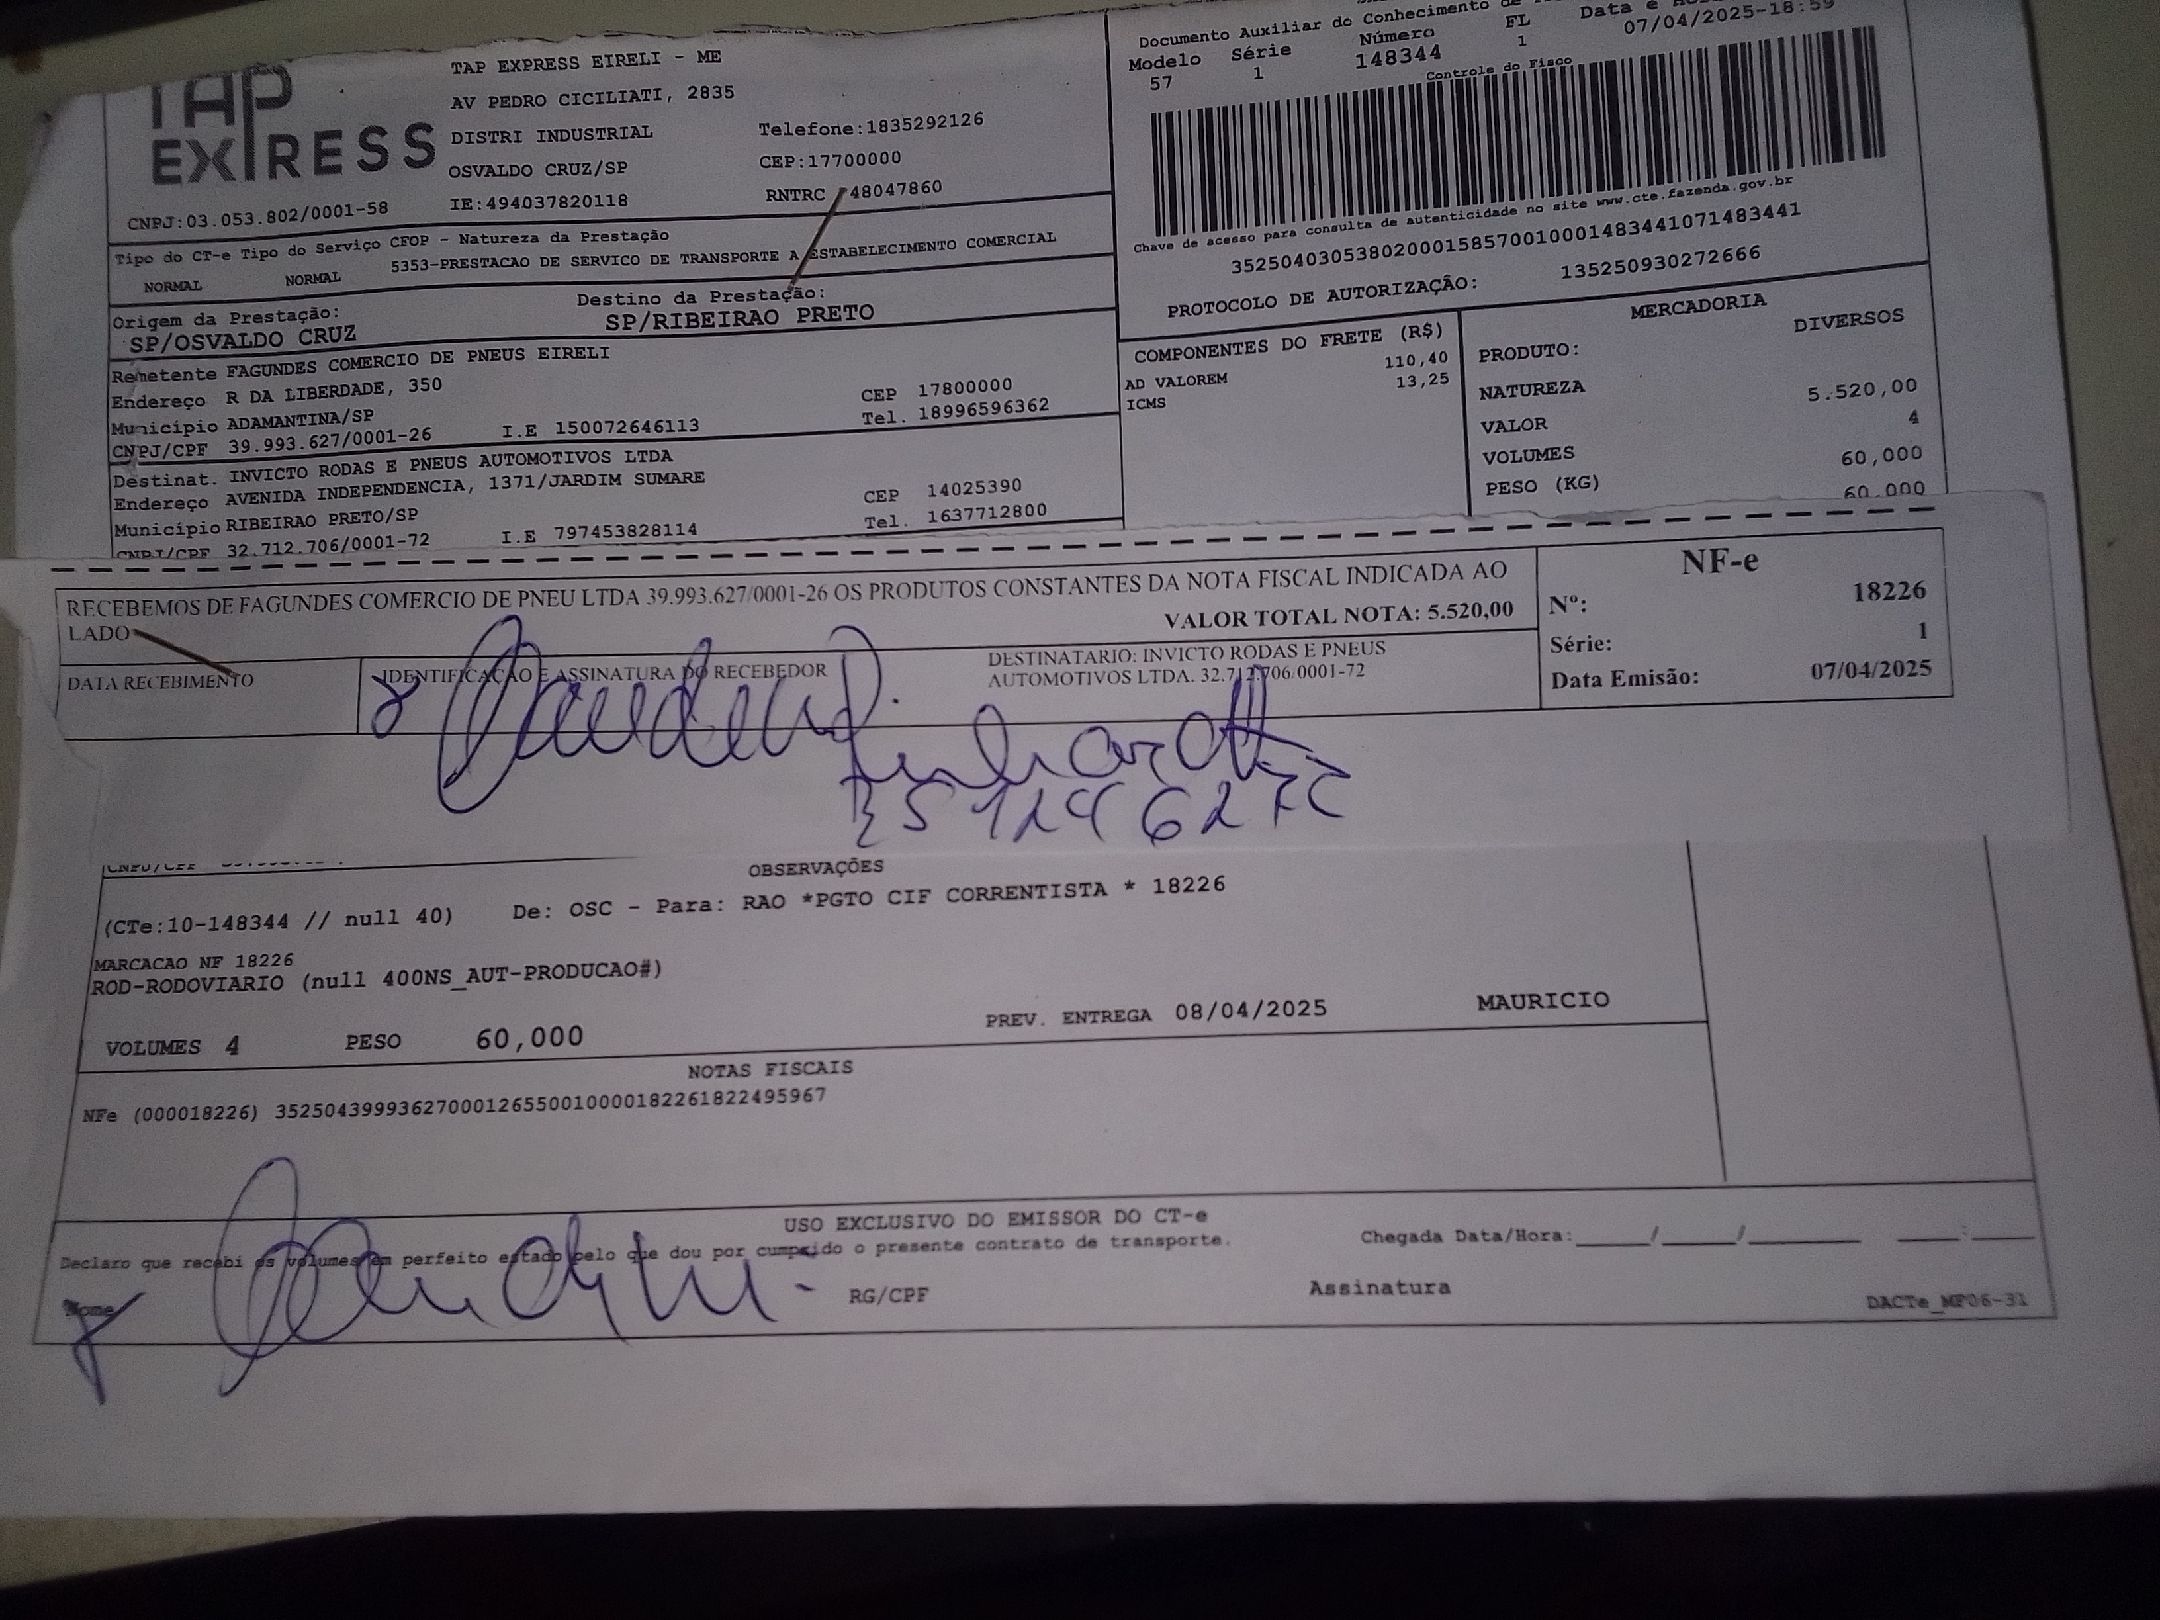 TAP
EXPRESS
TAP EXPRESS EIRELI - ME
AV PEDRO CICILIATI, 2835
DISTRI INDUSTRIAL Telefone:1835292126
OSVALDO CRUZ/SP CEP:17700000
CNPJ:03.053.802/0001-58 IE:494037820118 RNTRC 48047860
Documento Auxiliar do Conhecimento de
Modelo Série Número FL Data e
57 1 148344 1 07/04/2025-18:59
Controle do Fisco
Chave de acesso para consulta de autenticidade no site www.cte.fazenda.gov.br
35250403053802000158570010001483441071483441
PROTOCOLO DE AUTORIZAÇÃO: 135250930272666
Tipo do CT-e Tipo do Serviço CFOP - Natureza da Prestação
NORMAL NORMAL 5353-PRESTACAO DE SERVICO DE TRANSPORTE A ESTABELECIMENTO COMERCIAL
Origem da Prestação: Destino da Prestação:
SP/OSVALDO CRUZ SP/RIBEIRAO PRETO
Remetente FAGUNDES COMERCIO DE PNEUS EIRELI
Endereço R DA LIBERDADE, 350
Município ADAMANTINA/SP CEP 17800000
CNPJ/CPF 39.993.627/0001-26 I.E 150072646113 Tel. 18996596362
Destinat. INVICTO RODAS E PNEUS AUTOMOTIVOS LTDA
Endereço AVENIDA INDEPENDENCIA, 1371/JARDIM SUMARE
Município RIBEIRAO PRETO/SP CEP 14025390
CNPJ/CPF 32.712.706/0001-72 I.E 797453828114 Tel. 1637712800
COMPONENTES DO FRETE (R$)
AD VALOREM 110,40
ICMS 13,25
MERCADORIA
PRODUTO: DIVERSOS
NATUREZA
VALOR 5.520,00
VOLUMES 4
PESO (KG) 60,000
60,000
RECEBEMOS DE FAGUNDES COMERCIO DE PNEU LTDA 39.993.627/0001-26 OS PRODUTOS CONSTANTES DA NOTA FISCAL INDICADA AO
LADO VALOR TOTAL NOTA: 5.520,00
DATA RECEBIMENTO IDENTIFICAÇÃO E ASSINATURA DO RECEBEDOR
DESTINATARIO: INVICTO RODAS E PNEUS
AUTOMOTIVOS LTDA. 32.712.706/0001-72
NF-e
Nº: 18226
Série: 1
Data Emissão: 07/04/2025
CNPJ/CPF
OBSERVAÇÕES
(CTe:10-148344 // null 40) De: OSC - Para: RAO *PGTO CIF CORRENTISTA * 18226
MARCACAO NF 18226
ROD-RODOVIARIO (null 400NS_AUT-PRODUCAO#)
VOLUMES 4 PESO 60,000 PREV. ENTREGA 08/04/2025 MAURICIO
NOTAS FISCAIS
NFe (000018226) 35250439993627000126550010000182261822495967
USO EXCLUSIVO DO EMISSOR DO CT-e
Declaro que recebi os volumes em perfeito estado pelo que dou por cumprido o presente contrato de transporte. Chegada Data/Hora:____/____/______ ___:___
Nome RG/CPF Assinatura
DACTe_MF06-31